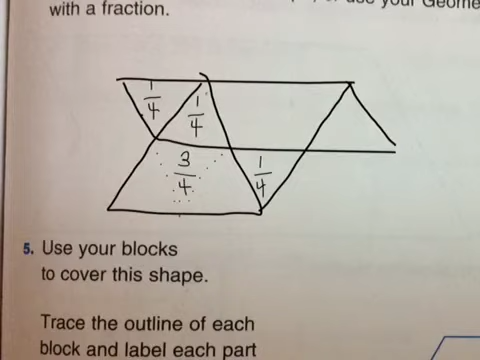 with a fraction.
1/4
1/4
3/4
1/4
5. Use your blocks
to cover this shape.
Trace the outline of each
block and label each part